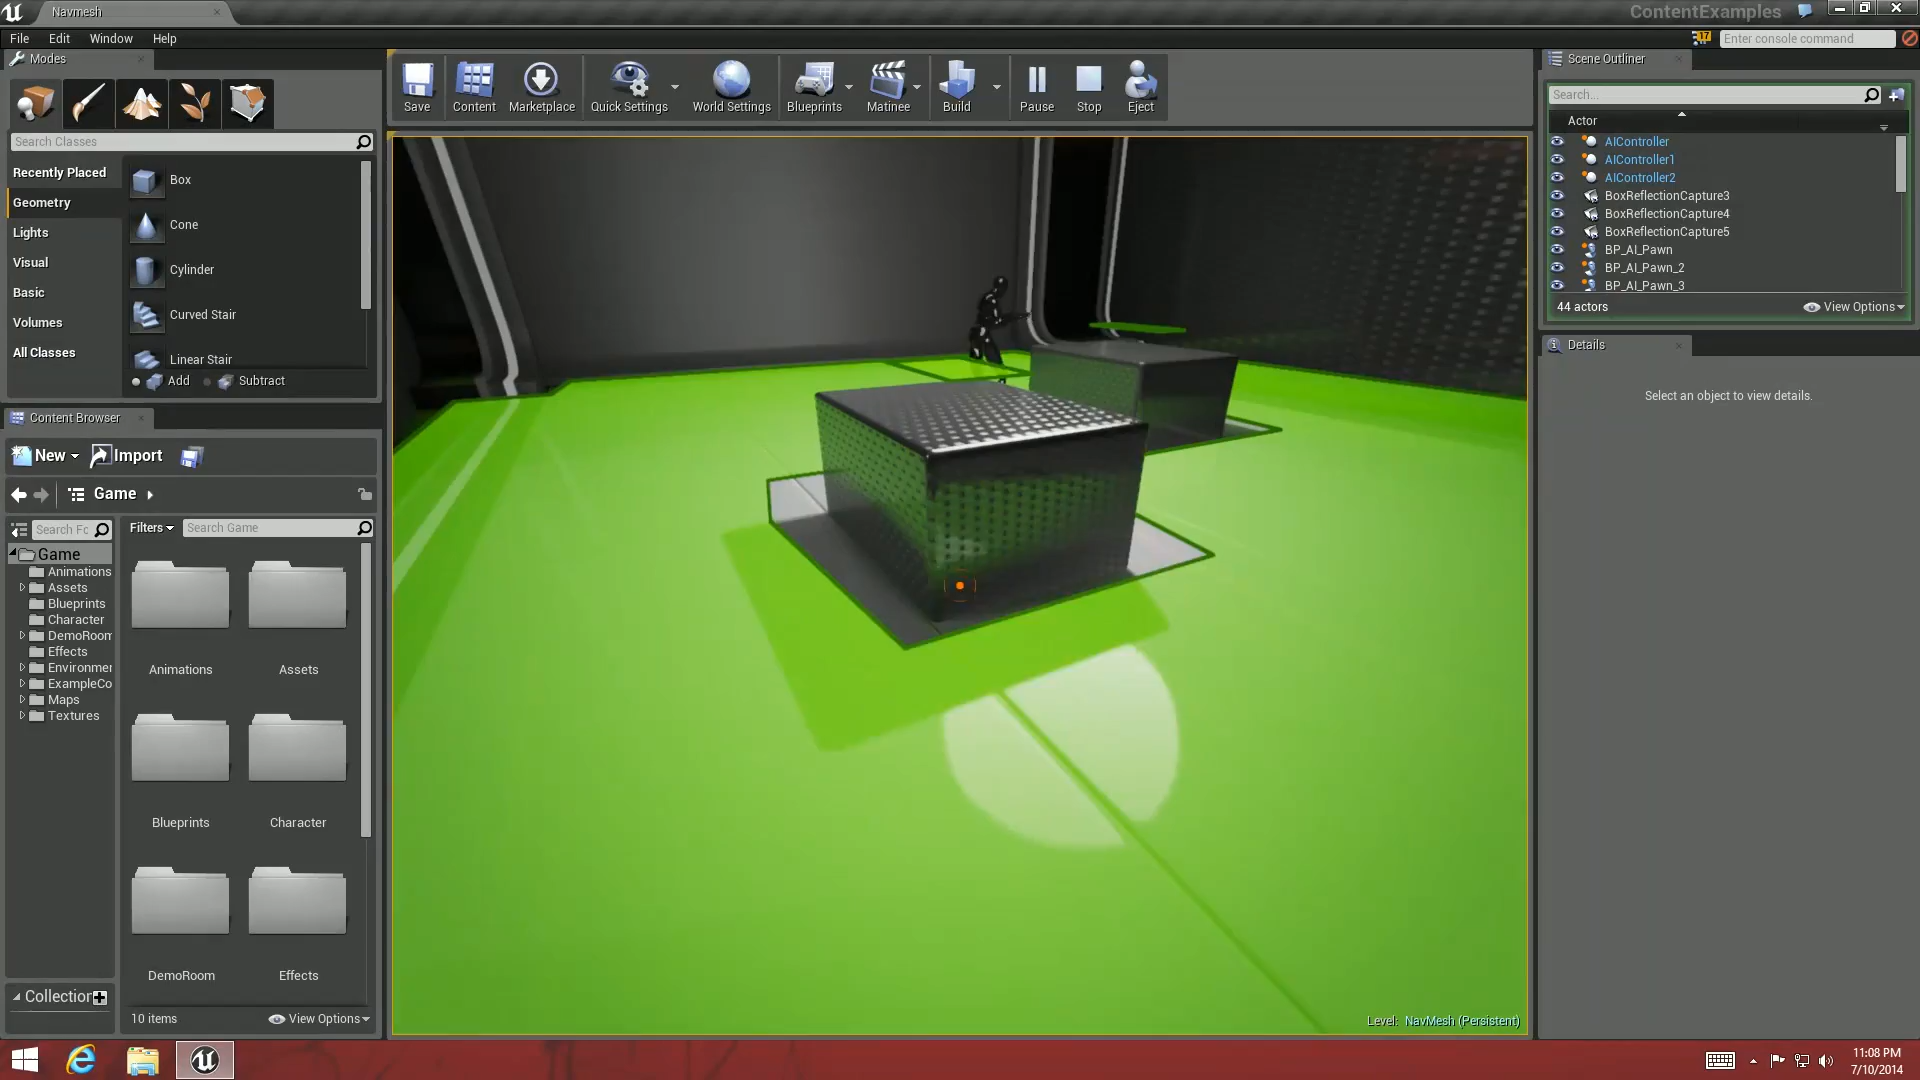 Navmesh
ContentExamples
File Edit Window Help
17
Enter console command
Modes
Search Classes
Recently Placed
Geometry
Lights
Visual
Basic
Volumes
All Classes
Box
Cone
Cylinder
Curved Stair
Linear Stair
Add Subtract
Save Content Marketplace Quick Settings World Settings Blueprints Matinee Build Pause Stop Eject
Content Browser
New Import
Game
Search Fo
Filters Search Game
Game
Animations
Assets
Blueprints
Character
DemoRoom
Effects
Environmer
ExampleCo
Maps
Textures
Animations Assets
Blueprints Character
DemoRoom Effects
Collection
10 items View Options
Level: NavMesh (Persistent)
Scene Outliner
Search...
Actor
AIController
AIController1
AIController2
BoxReflectionCapture3
BoxReflectionCapture4
BoxReflectionCapture5
BP_AI_Pawn
BP_AI_Pawn_2
BP_AI_Pawn_3
44 actors View Options
Details
Select an object to view details.
11:08 PM
7/10/2014